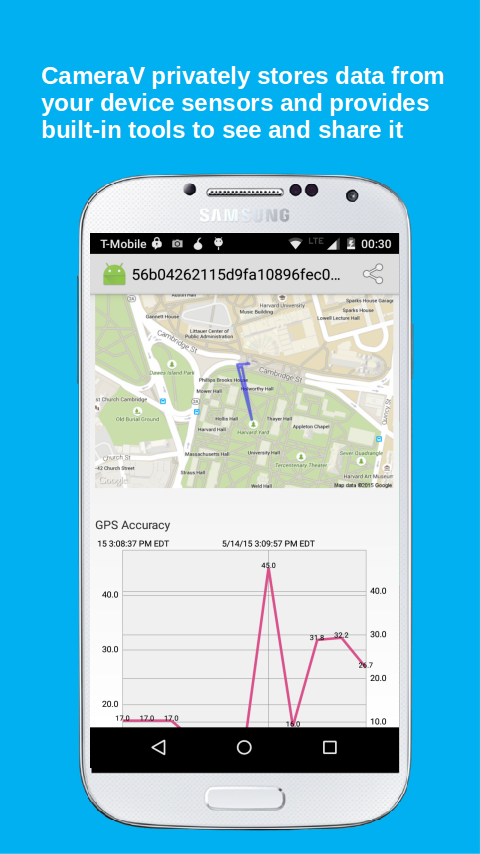 CameraV privately stores data from
your device sensors and provides
built-in tools to see and share it
SAMSUNG
T-Mobile LTE 00:30
56b04262115d9fa10896fec0...
Harvard University
Music Building
Sparks House Garage
Sparks House
Lowell Lecture Hall
Gannett House
Littauer Center of
Public Administration
Cambridge St
Cambridge St
Phillips Brooks House
Mower Hall
Holworthy Hall
st Church Cambridge
Old Burial Ground
Hollis Hall
Thayer Hall
Harvard Hall
Harvard Yard
Appleton Chapel
Quincy St
Massachusetts Hall
University Hall
Sever Quadrangle
Church St
-62 Church Street
Straus Hall
Tercentenary Theater
Harvard Art Museum
Google
Weld Hall
Map data ©2015 Google
GPS Accuracy
15 3:08:37 PM EDT 5/14/15 3:09:57 PM EDT
45.0
40.0 40.0
31.8 32.2
30.0 30.0
26.7
20.0 20.0
17.0 17.0 17.0
16.0
10.0